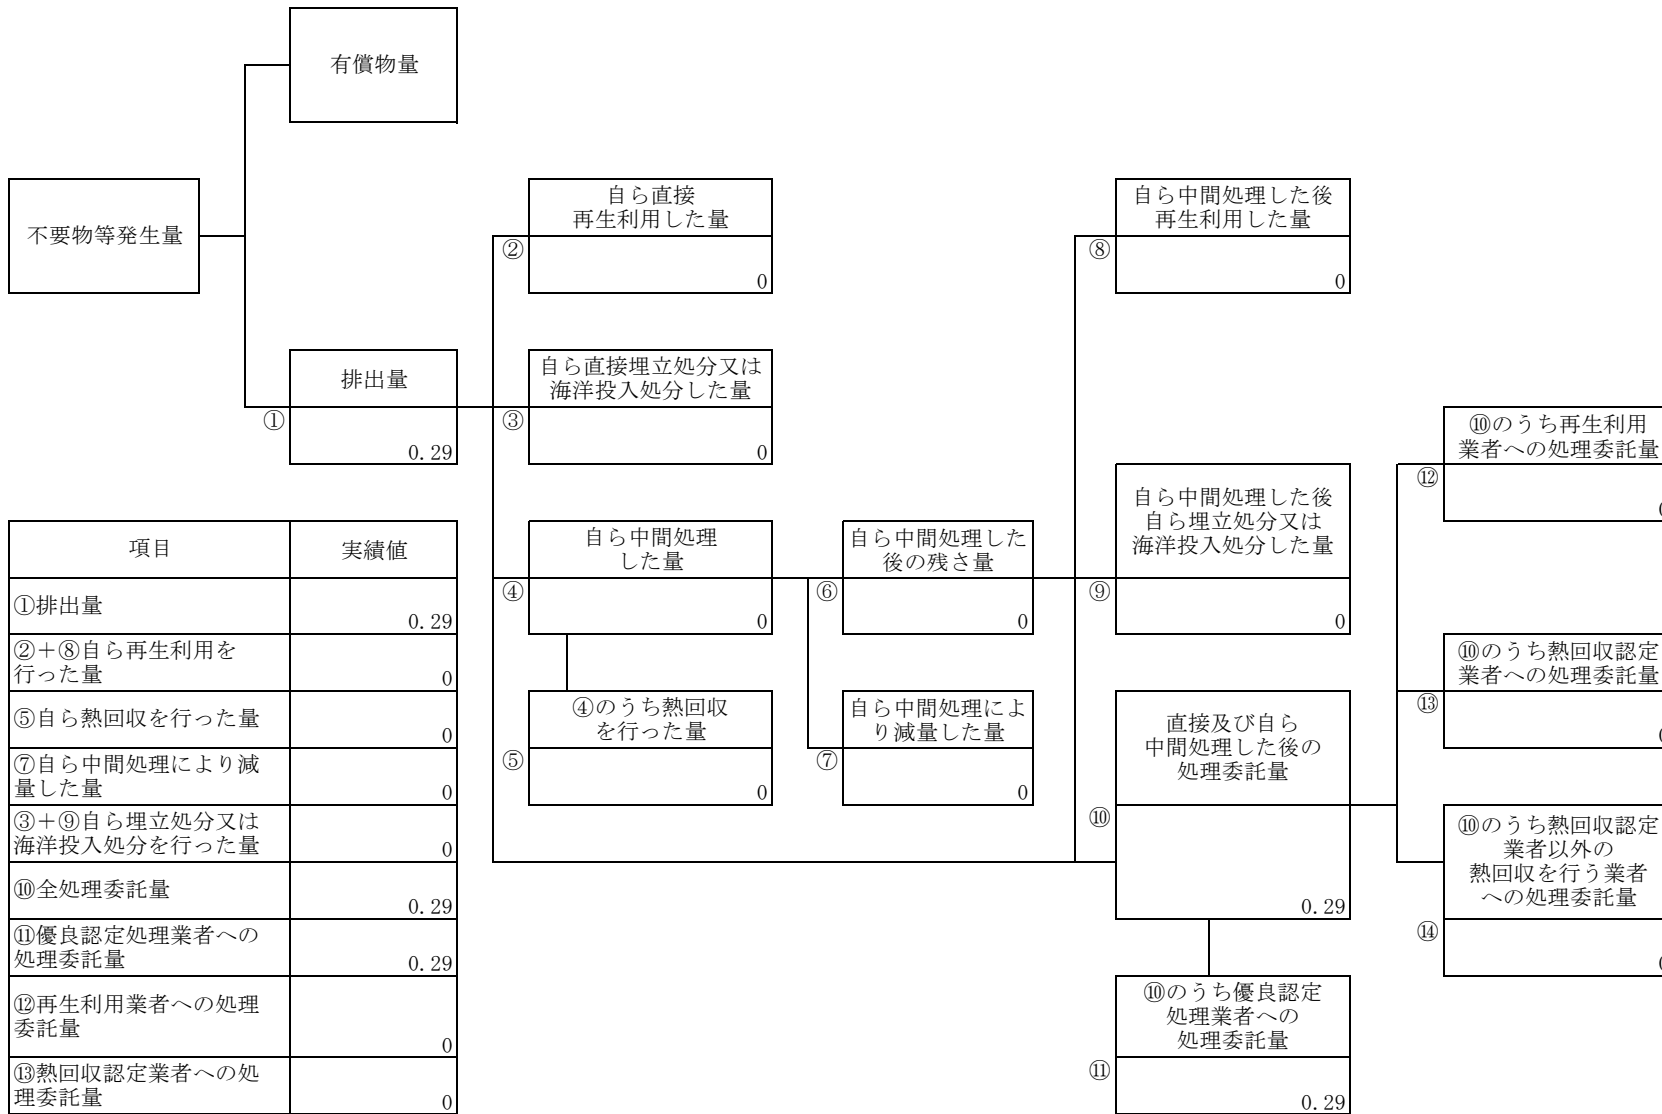 有償物量
不要物等発生量
自ら直接
再生利用した量
②
0
自ら中間処理した後
再生利用した量
⑧
0
排出量
①
0.29
自ら直接埋立処分又は
海洋投入処分した量
③
0
⑩のうち再生利用
業者への処理委託量
⑫
自ら中間処理
した量
④
0
自ら中間処理した
後の残さ量
⑥
0
自ら中間処理した後
自ら埋立処分又は
海洋投入処分した量
⑨
0
⑩のうち熱回収認定
業者への処理委託量
⑬
④のうち熱回収
を行った量
⑤
0
自ら中間処理によ
り減量した量
⑦
0
直接及び自ら
中間処理した後の
処理委託量
⑩
0.29
⑩のうち熱回収認定
業者以外の
熱回収を行う業者
への処理委託量
⑭
⑩のうち優良認定
処理業者への
処理委託量
⑪
0.29
項目 実績値
①排出量
0.29
②＋⑧自ら再生利用を
行った量
0
⑤自ら熱回収を行った量
0
⑦自ら中間処理により減
量した量
0
③＋⑨自ら埋立処分又は
海洋投入処分を行った量
0
⑩全処理委託量
0.29
⑪優良認定処理業者への
処理委託量
0.29
⑫再生利用業者への処理
委託量
0
⑬熱回収認定業者への処
理委託量
0